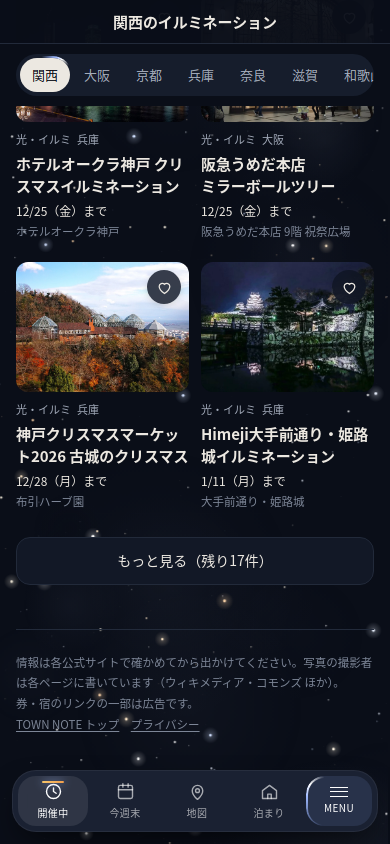 関西のイルミネーション
関西 大阪 京都 兵庫 奈良 滋賀 和歌
光・イルミ 兵庫
ホテルオークラ神戸 クリ
スマスイルミネーション
12/25（金）まで
ホテルオークラ神戸
光・イルミ 大阪
阪急うめだ本店
ミラーボールツリー
12/25（金）まで
阪急うめだ本店 9階 祝祭広場
光・イルミ 兵庫
神戸クリスマスマーケッ
ト2026 古城のクリスマス
12/28（月）まで
布引ハーブ園
光・イルミ 兵庫
Himeji大手前通り・姫路
城イルミネーション
1/11（月）まで
大手前通り・姫路城
もっと見る（残り17件）
情報は各公式サイトで確かめてから出かけてください。写真の撮影者
は各ページに書いています（ウィキメディア・コモンズ ほか）。
券・宿のリンクの一部は広告です。
TOWN NOTE トップ プライバシー
開催中 今週末 地図 泊まり MENU